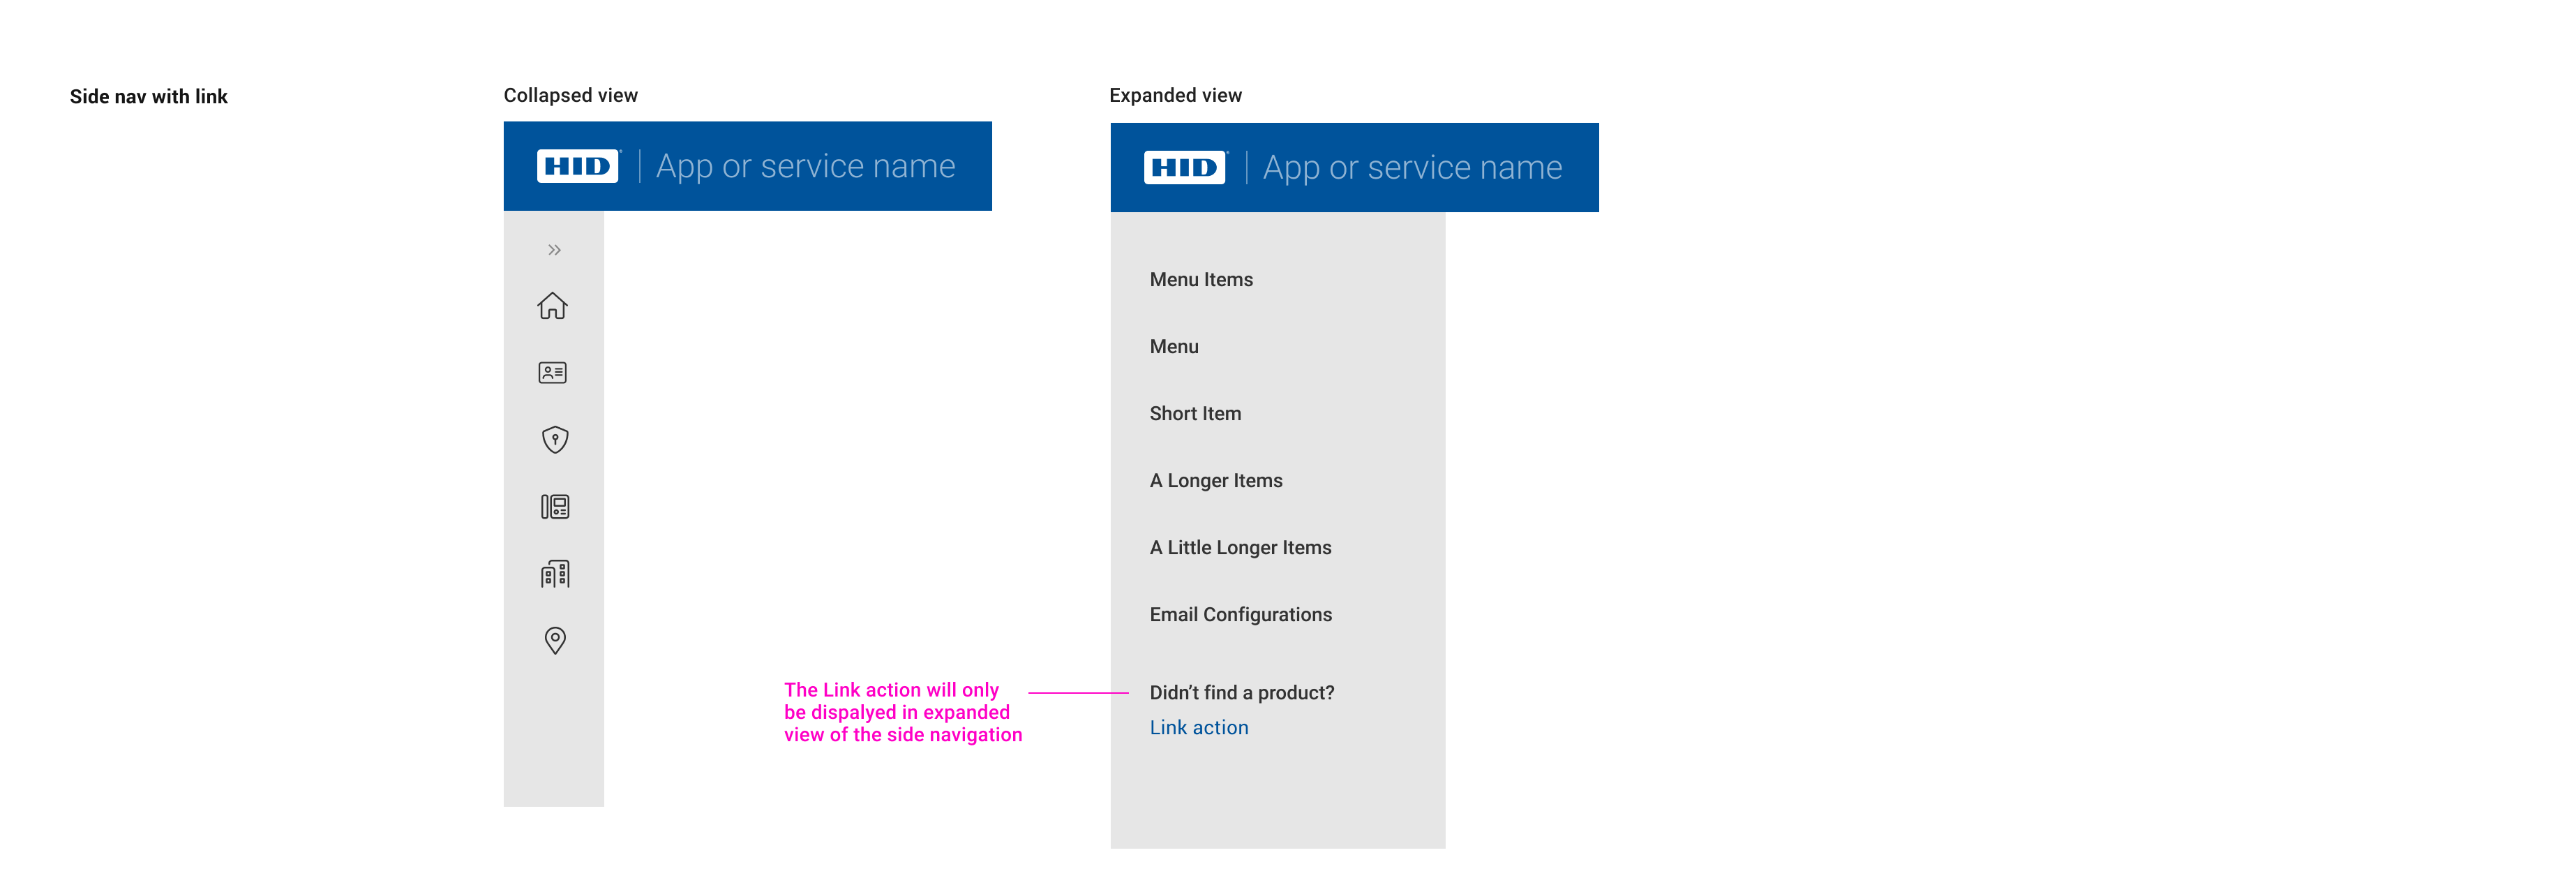 Side nav with link
Collapsed view
HID | App or service name
Expanded view
HID | App or service name
Menu Items
Menu
Short Item
A Longer Items
A Little Longer Items
Email Configurations
The Link action will only
be dispalyed in expanded
view of the side navigation
Didn’t find a product?
Link action